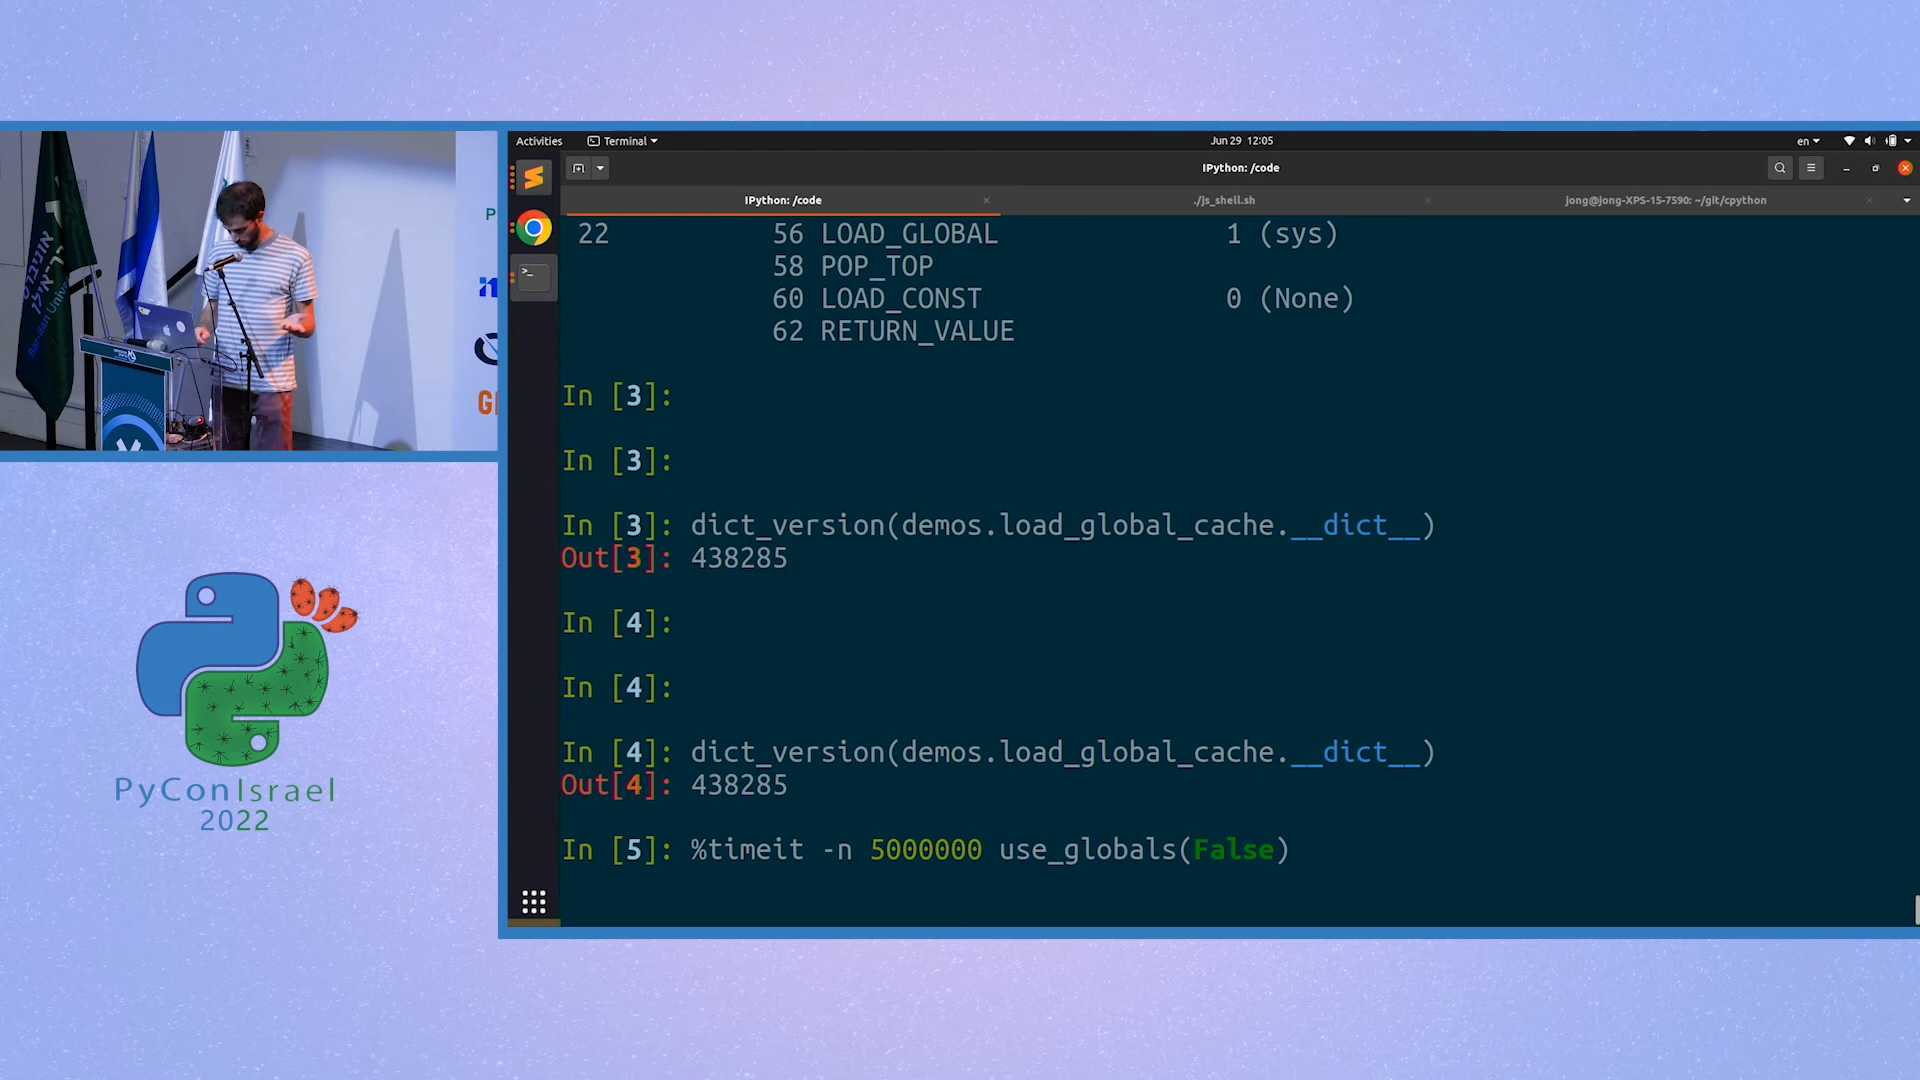 Activities
Terminal
Jun 29 12:05
en
IPython: /code
IPython: /code
./js_shell.sh
jong@jong-XPS-15-7590: ~/git/cpython
22 56 LOAD_GLOBAL 1 (sys)
58 POP_TOP
60 LOAD_CONST 0 (None)
62 RETURN_VALUE
In [3]:
In [3]:
In [3]: dict_version(demos.load_global_cache.__dict__)
Out[3]: 438285
In [4]:
In [4]:
In [4]: dict_version(demos.load_global_cache.__dict__)
Out[4]: 438285
In [5]: %timeit -n 5000000 use_globals(False)
PyConIsrael
2022